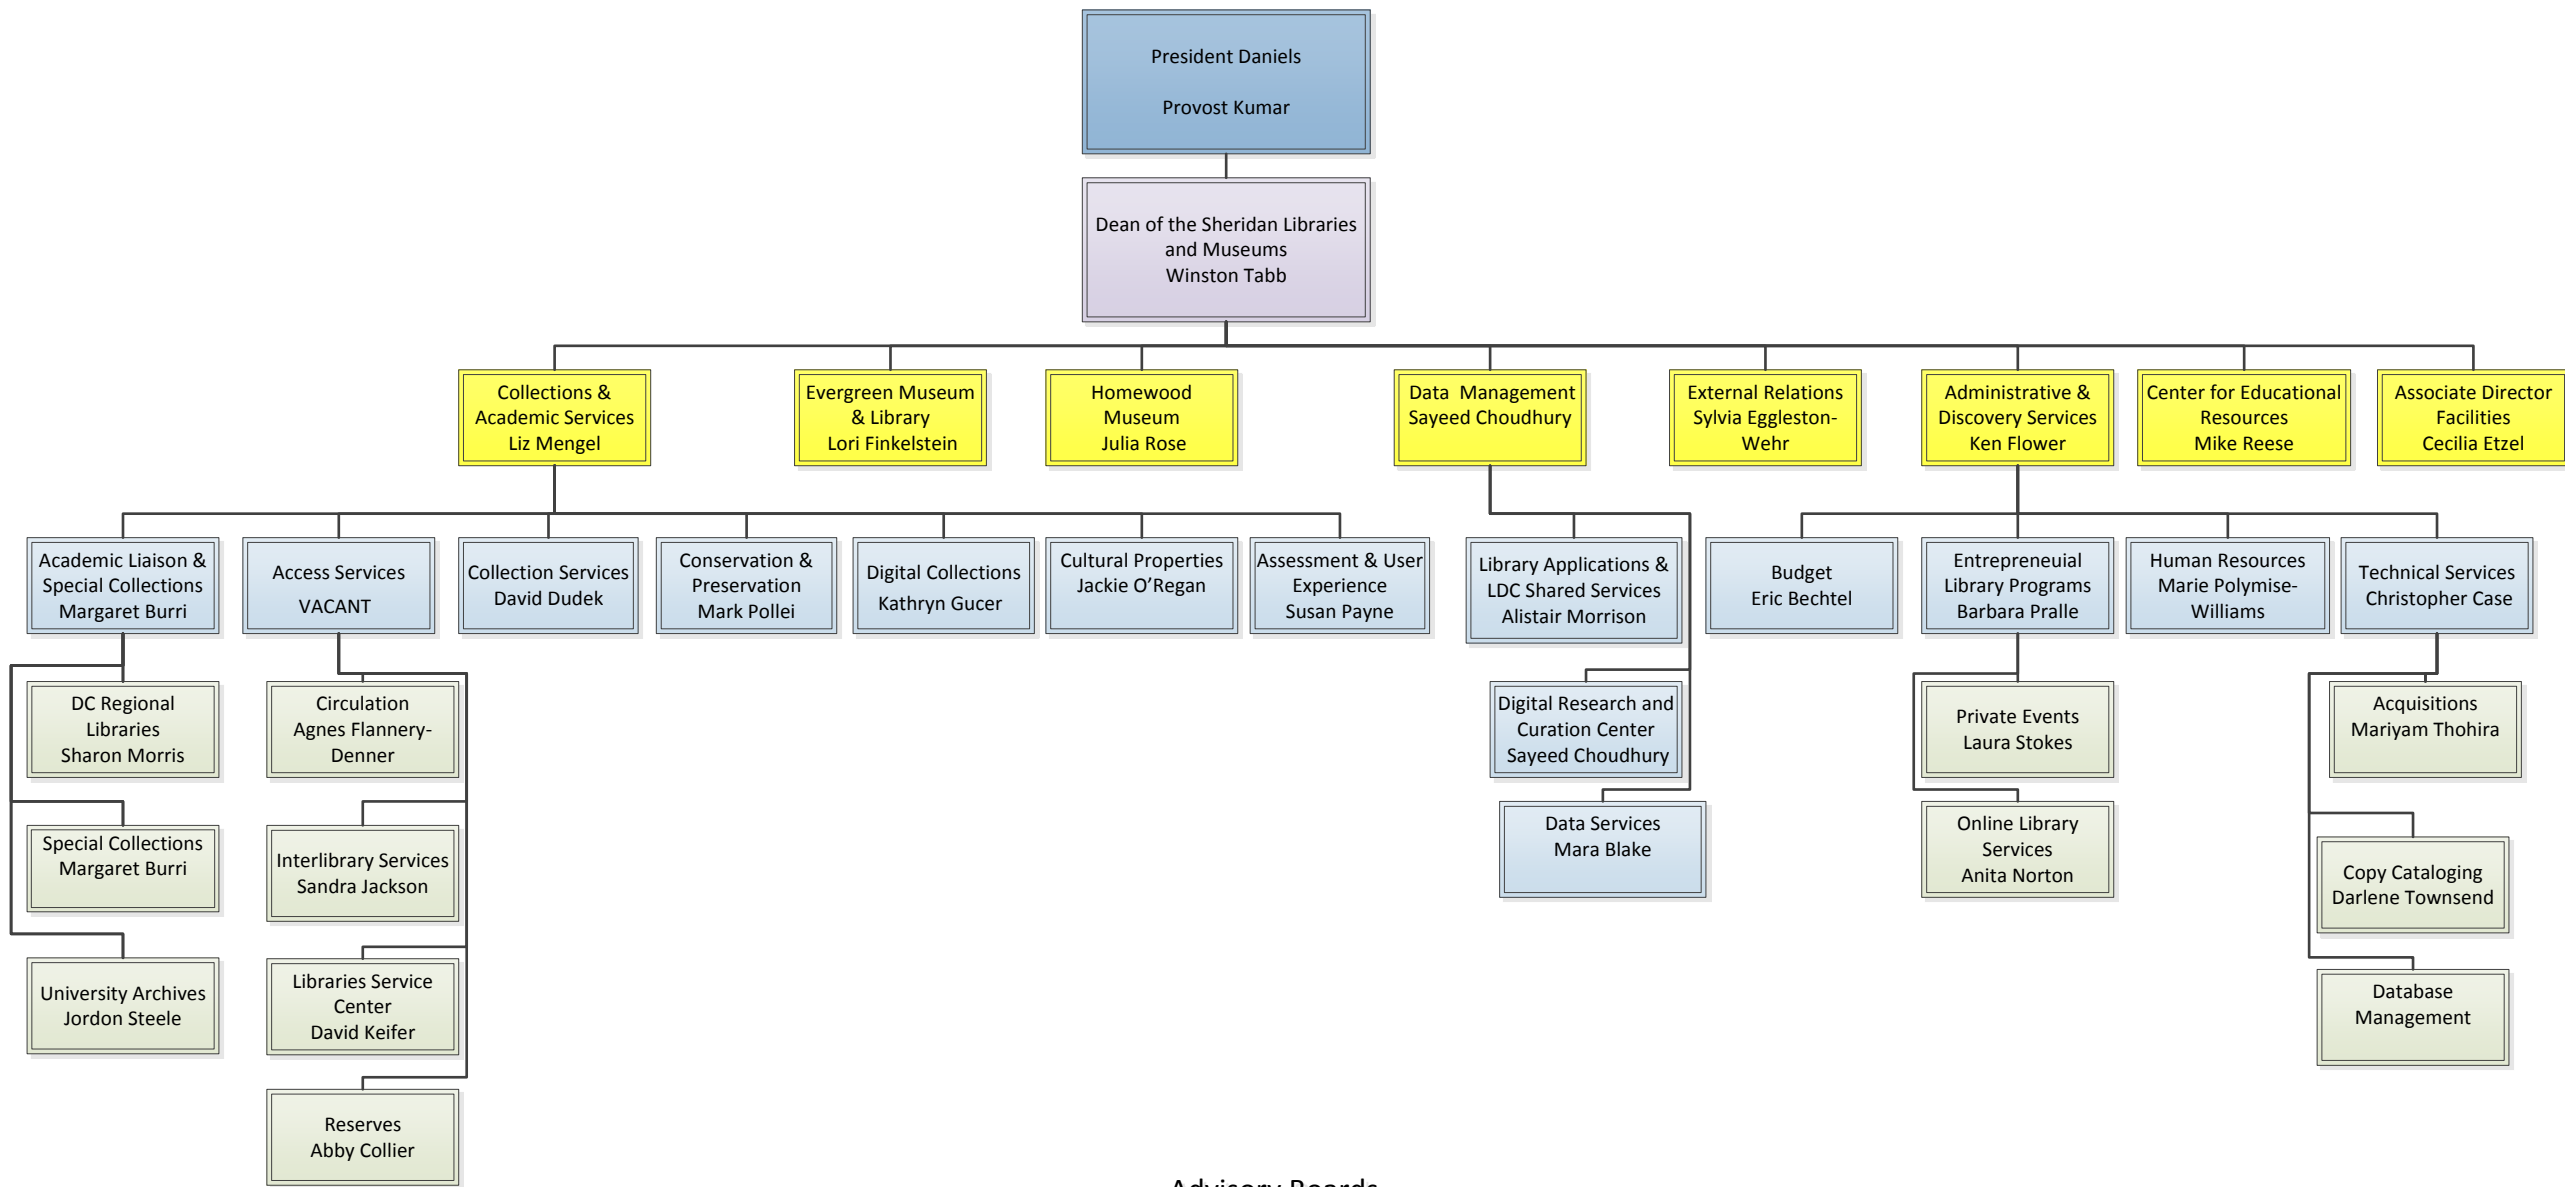 President Daniels
Provost Kumar
Dean of the Sheridan Libraries
and Museums
Winston Tabb
Collections &
Academic Services
Liz Mengel
Evergreen Museum
& Library
Lori Finkelstein
Homewood
Museum
Julia Rose
Data  Management
Sayeed Choudhury
External Relations
Sylvia Eggleston-
Wehr
Administrative &
Discovery Services
Ken Flower
Center for Educational
Resources
Mike Reese
Associate Director
Facilities
Cecilia Etzel
Academic Liaison &
Special Collections
Margaret Burri
Access Services
VACANT
Collection Services
David Dudek
Conservation &
Preservation
Mark Pollei
Digital Collections
Kathryn Gucer
Cultural Properties
Jackie O’Regan
Assessment & User
Experience
Susan Payne
Library Applications &
LDC Shared Services
Alistair Morrison
Budget
Eric Bechtel
Entrepreneuial
Library Programs
Barbara Pralle
Human Resources
Marie Polymise-
Williams
Technical Services
Christopher Case
DC Regional
Libraries
Sharon Morris
Circulation
Agnes Flannery-
Denner
Digital Research and
Curation Center
Sayeed Choudhury
Private Events
Laura Stokes
Acquisitions
Mariyam Thohira
Special Collections
Margaret Burri
Interlibrary Services
Sandra Jackson
Data Services
Mara Blake
Online Library
Services
Anita Norton
Copy Cataloging
Darlene Townsend
University Archives
Jordon Steele
Libraries Service
Center
David Keifer
Database
Management
Reserves
Abby Collier
Advisory Boards